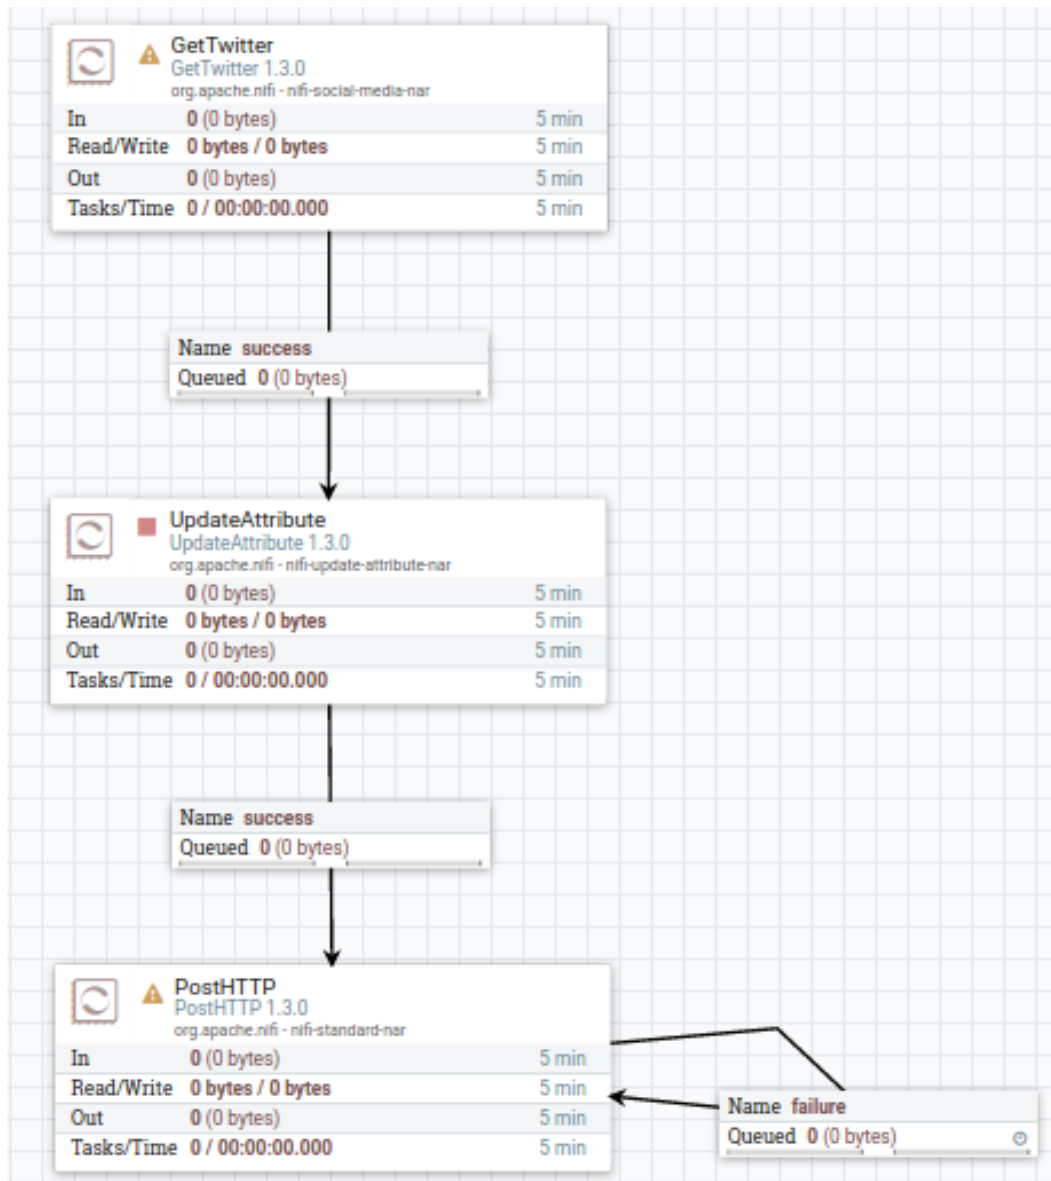 GetTwitter
GetTwitter 1.3.0
org.apache.nifi - nifi-social-media-nar
In 0 (0 bytes) 5 min
Read/Write 0 bytes / 0 bytes 5 min
Out 0 (0 bytes) 5 min
Tasks/Time 0 / 00:00:00.000 5 min
Name success
Queued 0 (0 bytes)
UpdateAttribute
UpdateAttribute 1.3.0
org.apache.nifi - nifi-update-attribute-nar
In 0 (0 bytes) 5 min
Read/Write 0 bytes / 0 bytes 5 min
Out 0 (0 bytes) 5 min
Tasks/Time 0 / 00:00:00.000 5 min
Name success
Queued 0 (0 bytes)
PostHTTP
PostHTTP 1.3.0
org.apache.nifi - nifi-standard-nar
In 0 (0 bytes) 5 min
Read/Write 0 bytes / 0 bytes 5 min
Out 0 (0 bytes) 5 min
Tasks/Time 0 / 00:00:00.000 5 min
Name failure
Queued 0 (0 bytes)